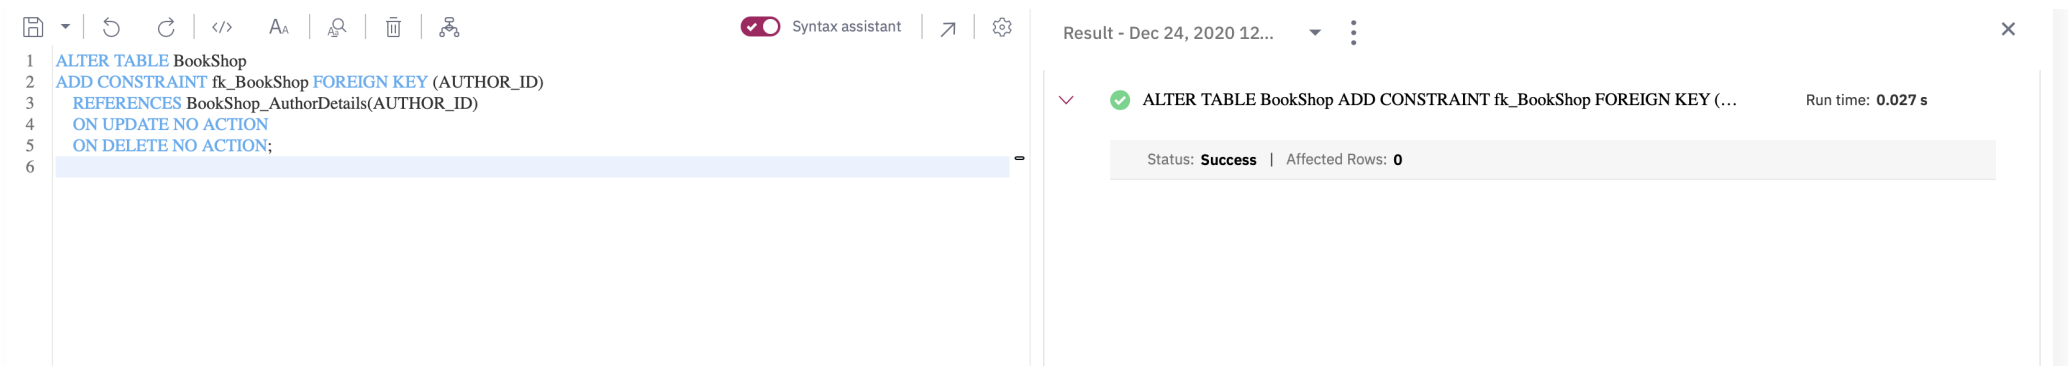 Syntax assistant
1 ALTER TABLE BookShop
2 ADD CONSTRAINT fk_BookShop FOREIGN KEY (AUTHOR_ID)
3 REFERENCES BookShop_AuthorDetails(AUTHOR_ID)
4 ON UPDATE NO ACTION
5 ON DELETE NO ACTION;
6
Result - Dec 24, 2020 12...
ALTER TABLE BookShop ADD CONSTRAINT fk_BookShop FOREIGN KEY (... Run time: 0.027 s
Status: Success | Affected Rows: 0